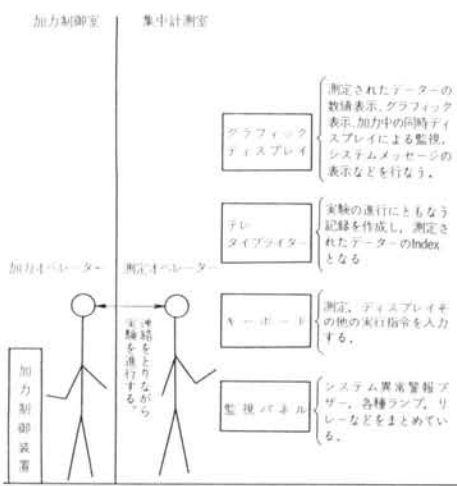 加力制御室
集中計測室
グラフィック
ディスプレイ
測定されたデーターの
数値表示、グラフィック
表示、加力中の同時ディ
スプレイによる監視、
システムメッセージの
表示などを行なう。
テレ
タイプライター
実験の進行にともなう
記録を作成し、測定さ
れたデーターのIndex
となる
加力オペレーター
測定オペレーター
連絡をとりながら
実験を進行する。
キーボード
測定、ディスプレイそ
の他の実行指令を入力
する。
加力制御装置
監視パネル
システム異常警報ブ
ザー、各種ランプ、リ
レーなどをまとめてい
る。